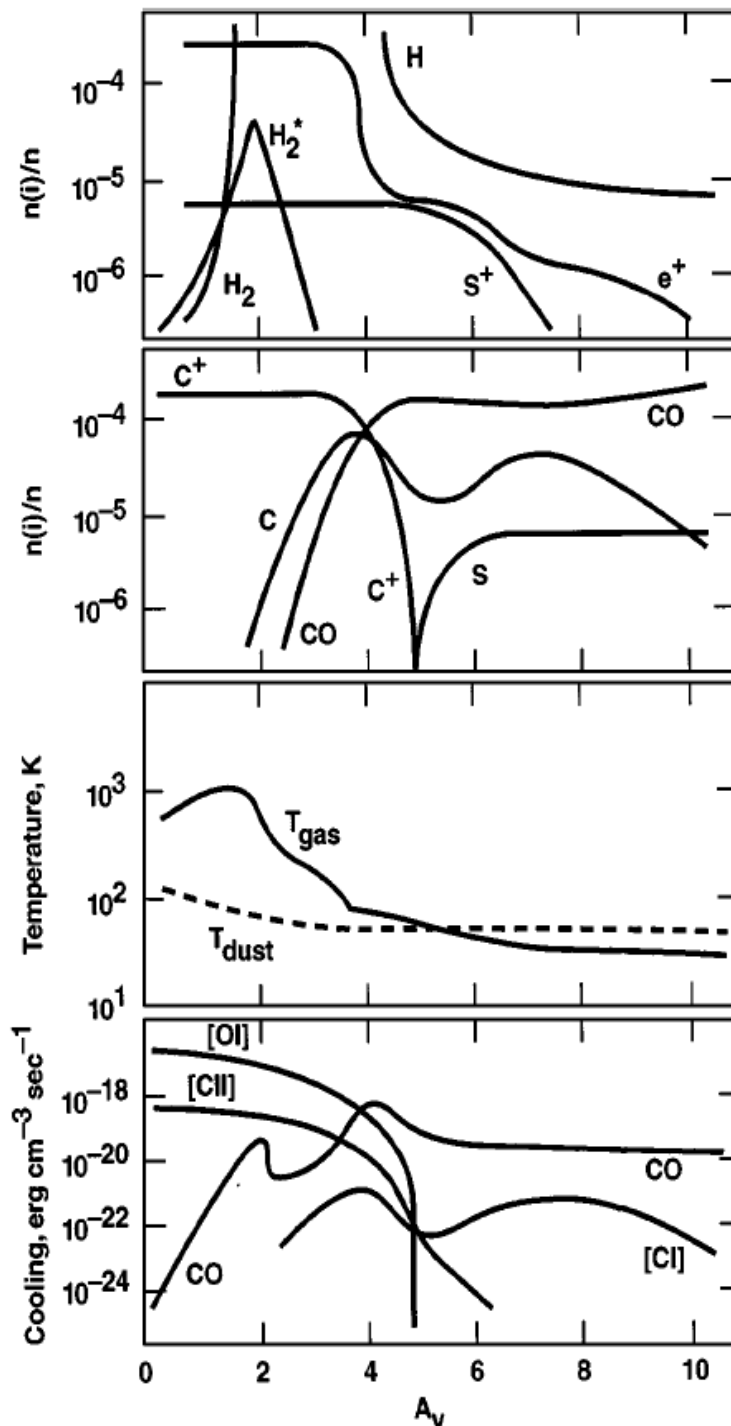 n(i)/n
10⁻⁴
10⁻⁵
10⁻⁶
H
H₂*
H₂
S⁺
e⁺
n(i)/n
10⁻⁴
10⁻⁵
10⁻⁶
C⁺
CO
C
CO
C⁺
S
Temperature, K
10³
10²
10¹
T_gas
T_dust
Cooling, erg cm⁻³ sec⁻¹
10⁻¹⁸
10⁻²⁰
10⁻²²
10⁻²⁴
[OI]
[CII]
CO
CO
[CI]
0 2 4 6 8 10
A_v